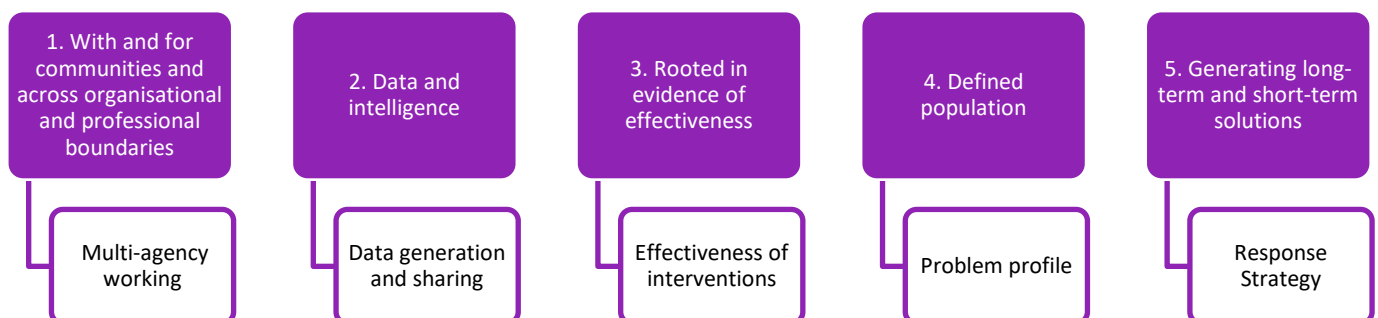 1. With and for
communities and
across organisational
and professional
boundaries
2. Data and
intelligence
3. Rooted in
evidence of
effectiveness
4. Defined
population
5. Generating long-
term and short-term
solutions
Multi-agency
working
Data generation
and sharing
Effectiveness of
interventions
Problem profile
Response
Strategy